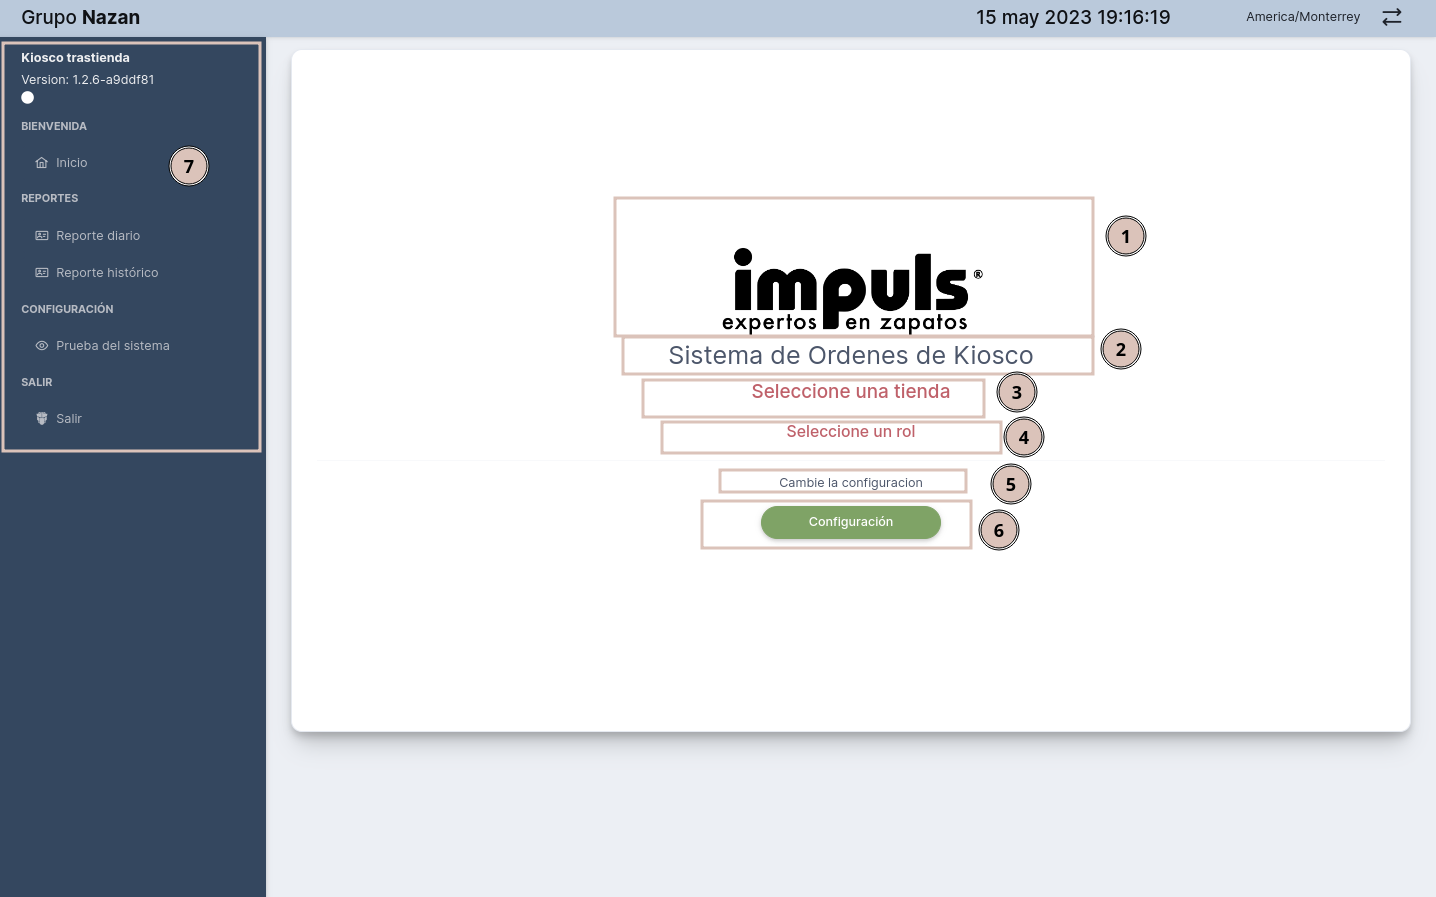 Grupo Nazan
15 may 2023 19:16:19
America/Monterrey
Kiosco trastienda
Version: 1.2.6-a9ddf81
BIENVENIDA
Inicio
7
REPORTES
Reporte diario
Reporte histórico
CONFIGURACIÓN
Prueba del sistema
SALIR
Salir
1
impuls®
expertos en zapatos
Sistema de Ordenes de Kiosco
2
Seleccione una tienda
3
Seleccione un rol
4
Cambie la configuracion
5
Configuración
6